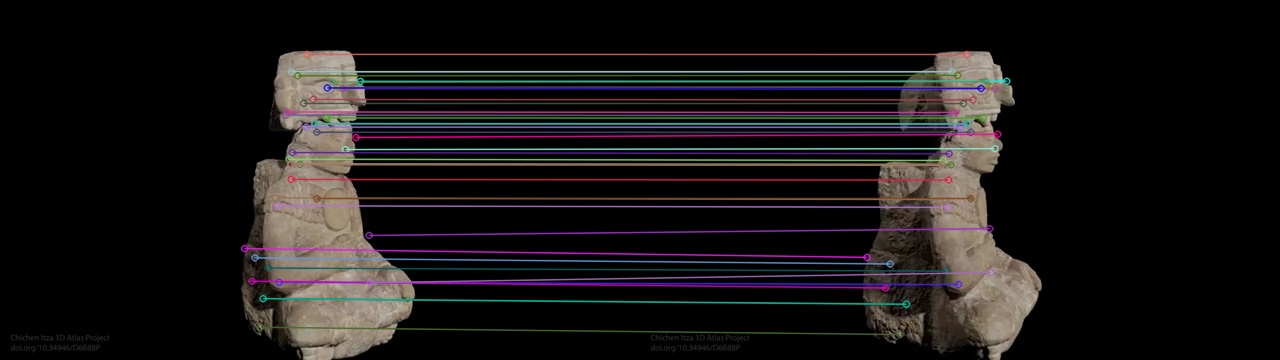 Chichen Itza 3D Atlas Project
doi.org/10.34946/D6B88P
Chichen Itza 3D Atlas Project
doi.org/10.34946/D6B88P